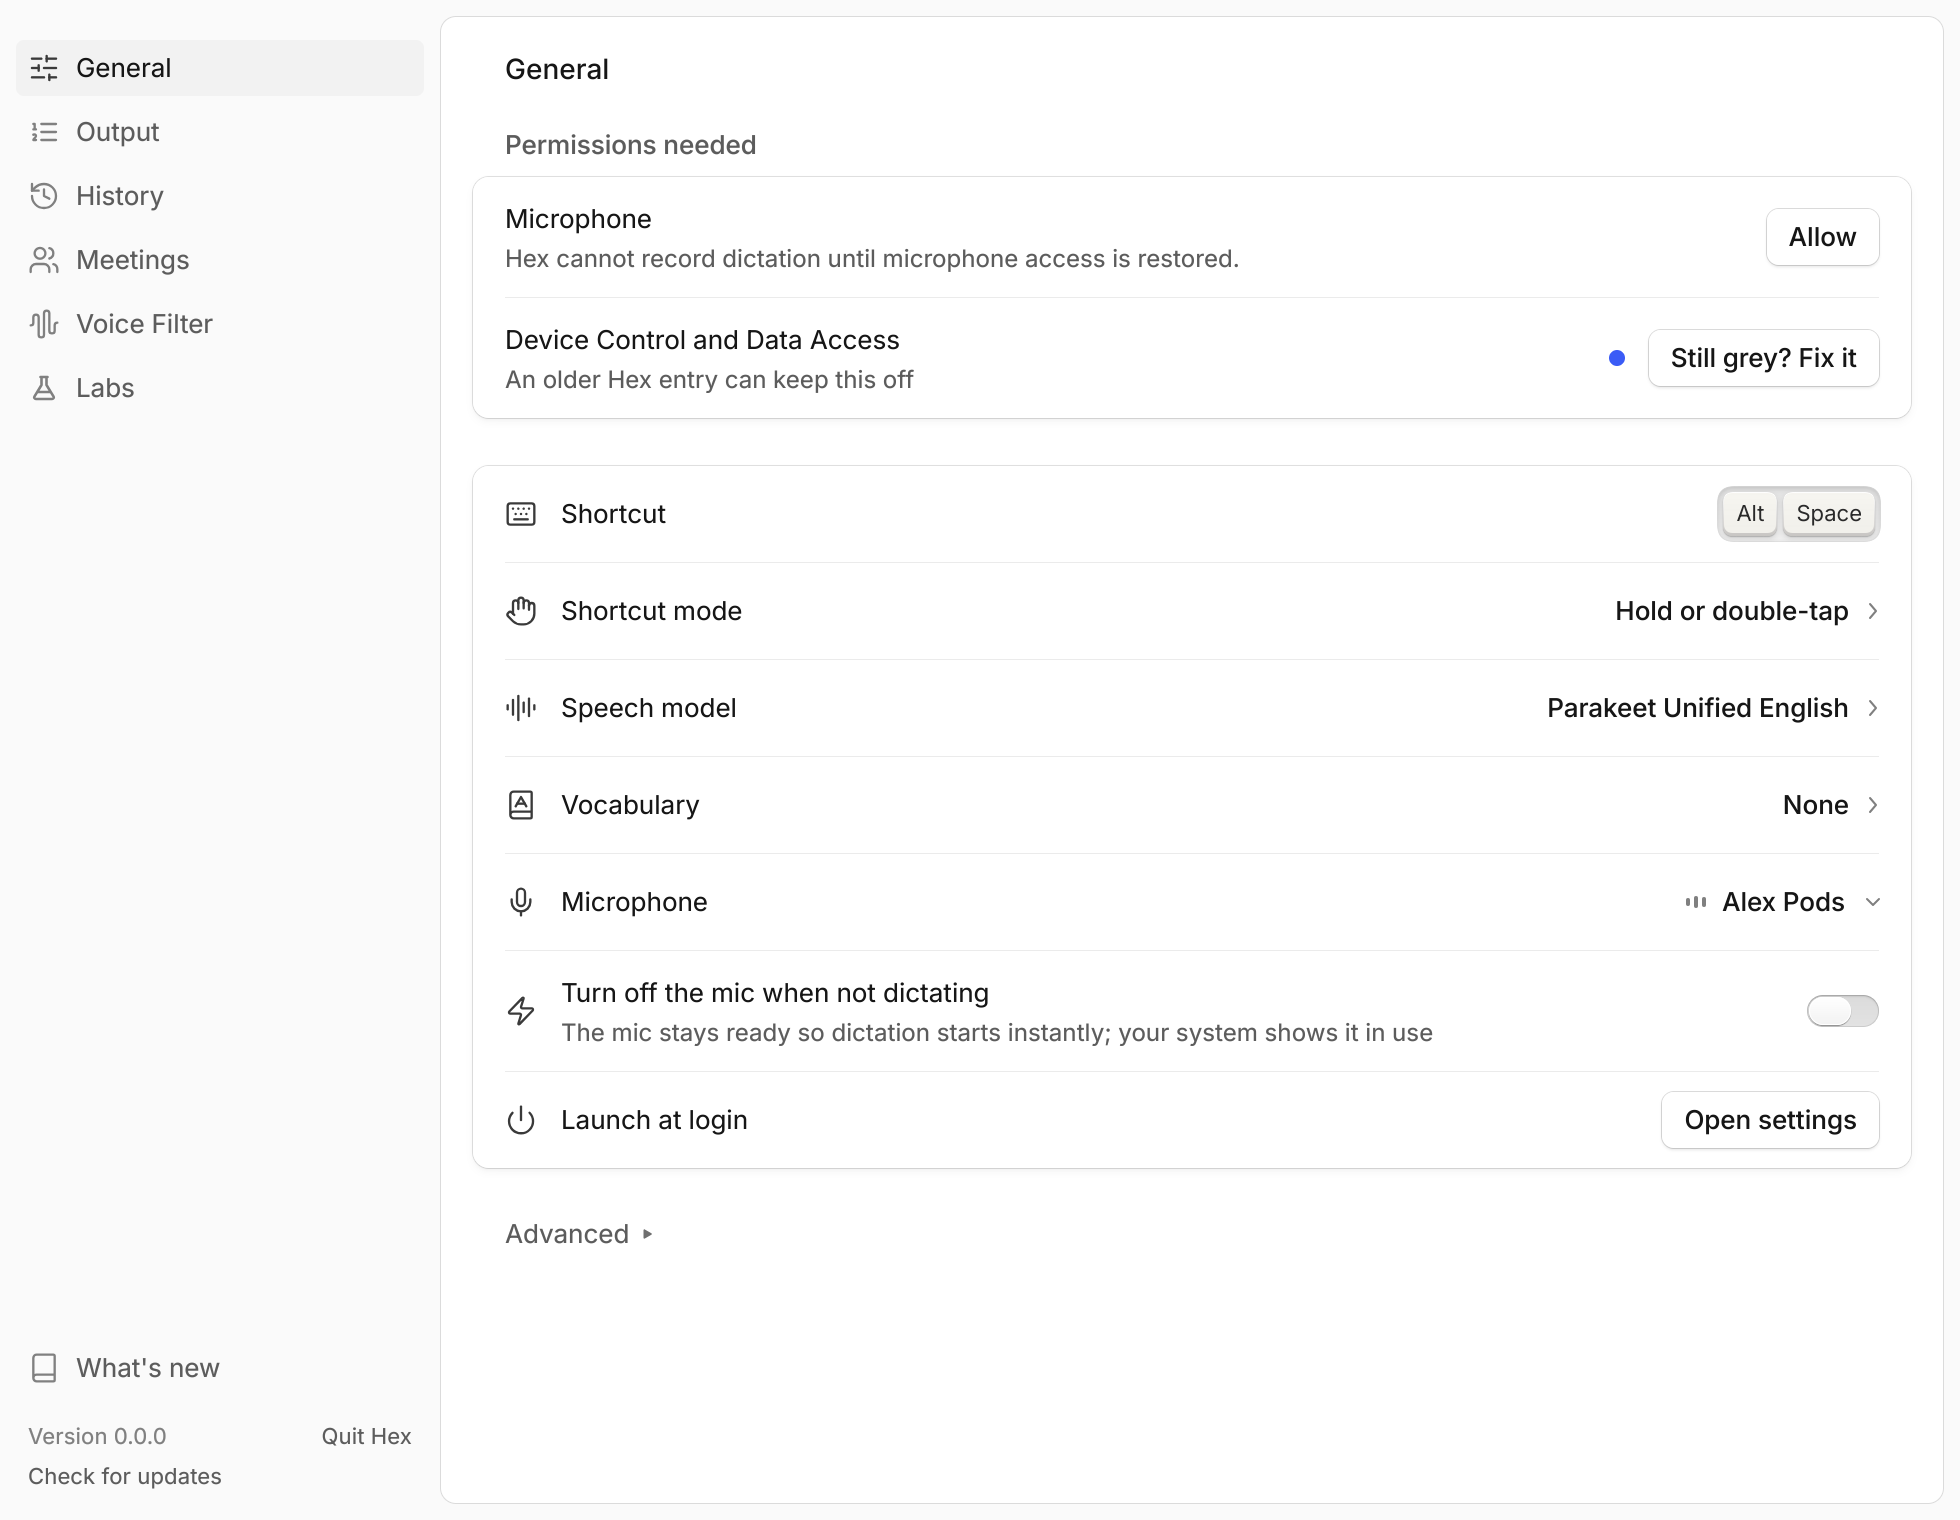 General
Output
History
Meetings
Voice Filter
Labs
What's new
Version 0.0.0
Quit Hex
Check for updates
General
Permissions needed
Microphone
Hex cannot record dictation until microphone access is restored.
Allow
Device Control and Data Access
An older Hex entry can keep this off
Still grey? Fix it
Shortcut
Alt Space
Shortcut mode
Hold or double-tap
Speech model
Parakeet Unified English
Vocabulary
None
Microphone
Alex Pods
Turn off the mic when not dictating
The mic stays ready so dictation starts instantly; your system shows it in use
Launch at login
Open settings
Advanced